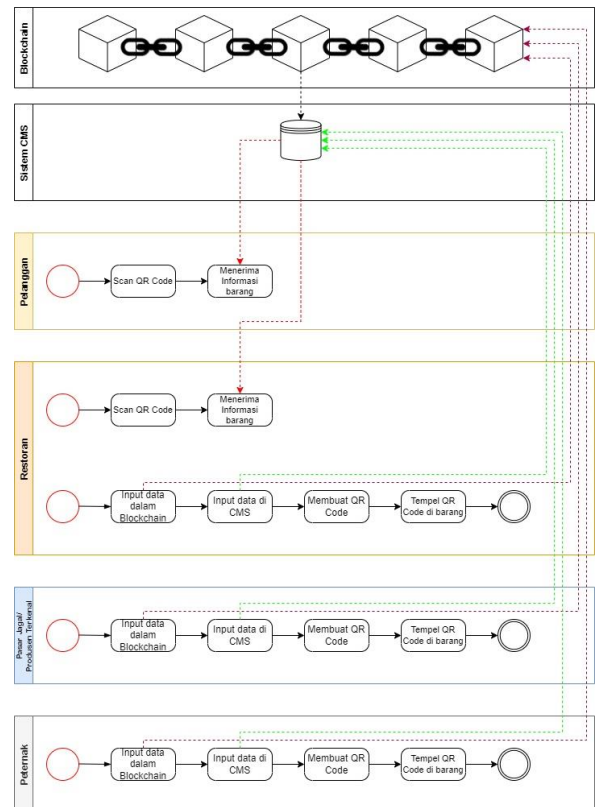 Blockchain
Sistem CMS
Pelanggan
Scan QR Code
Menerima
Informasi
barang
Restoran
Scan QR Code
Menerima
Informasi
barang
Input data
dalam
Blockchain
Input data di
CMS
Membuat QR
Code
Tempel QR
Code di barang
Pasar Jagal/
Produsen Terkenal
Input data
dalam
Blockchain
Input data di
CMS
Membuat QR
Code
Tempel QR
Code di barang
Peternak
Input data
dalam
Blockchain
Input data di
CMS
Membuat QR
Code
Tempel QR
Code di barang